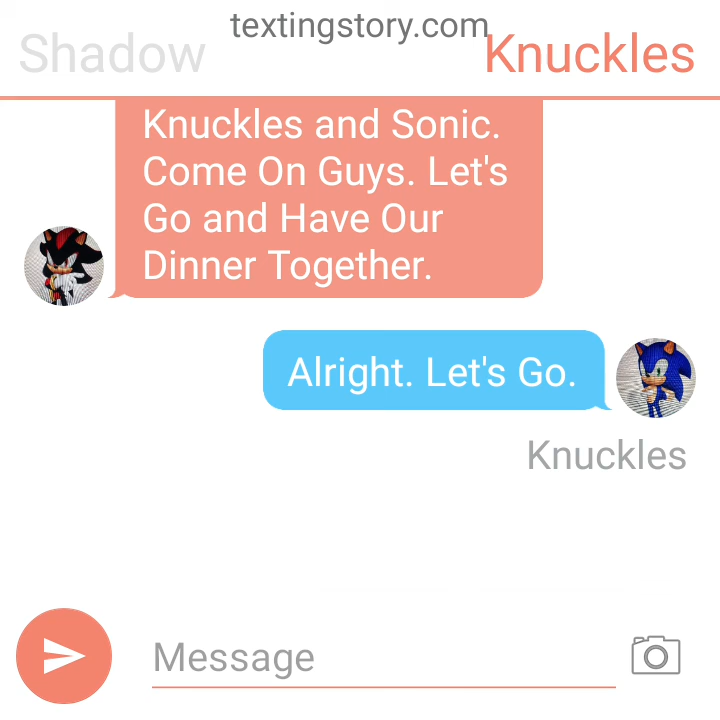 textingstory.com
Shadow
Knuckles
Knuckles and Sonic.
Come On Guys. Let's
Go and Have Our
Dinner Together.
Alright. Let's Go.
Knuckles
Message